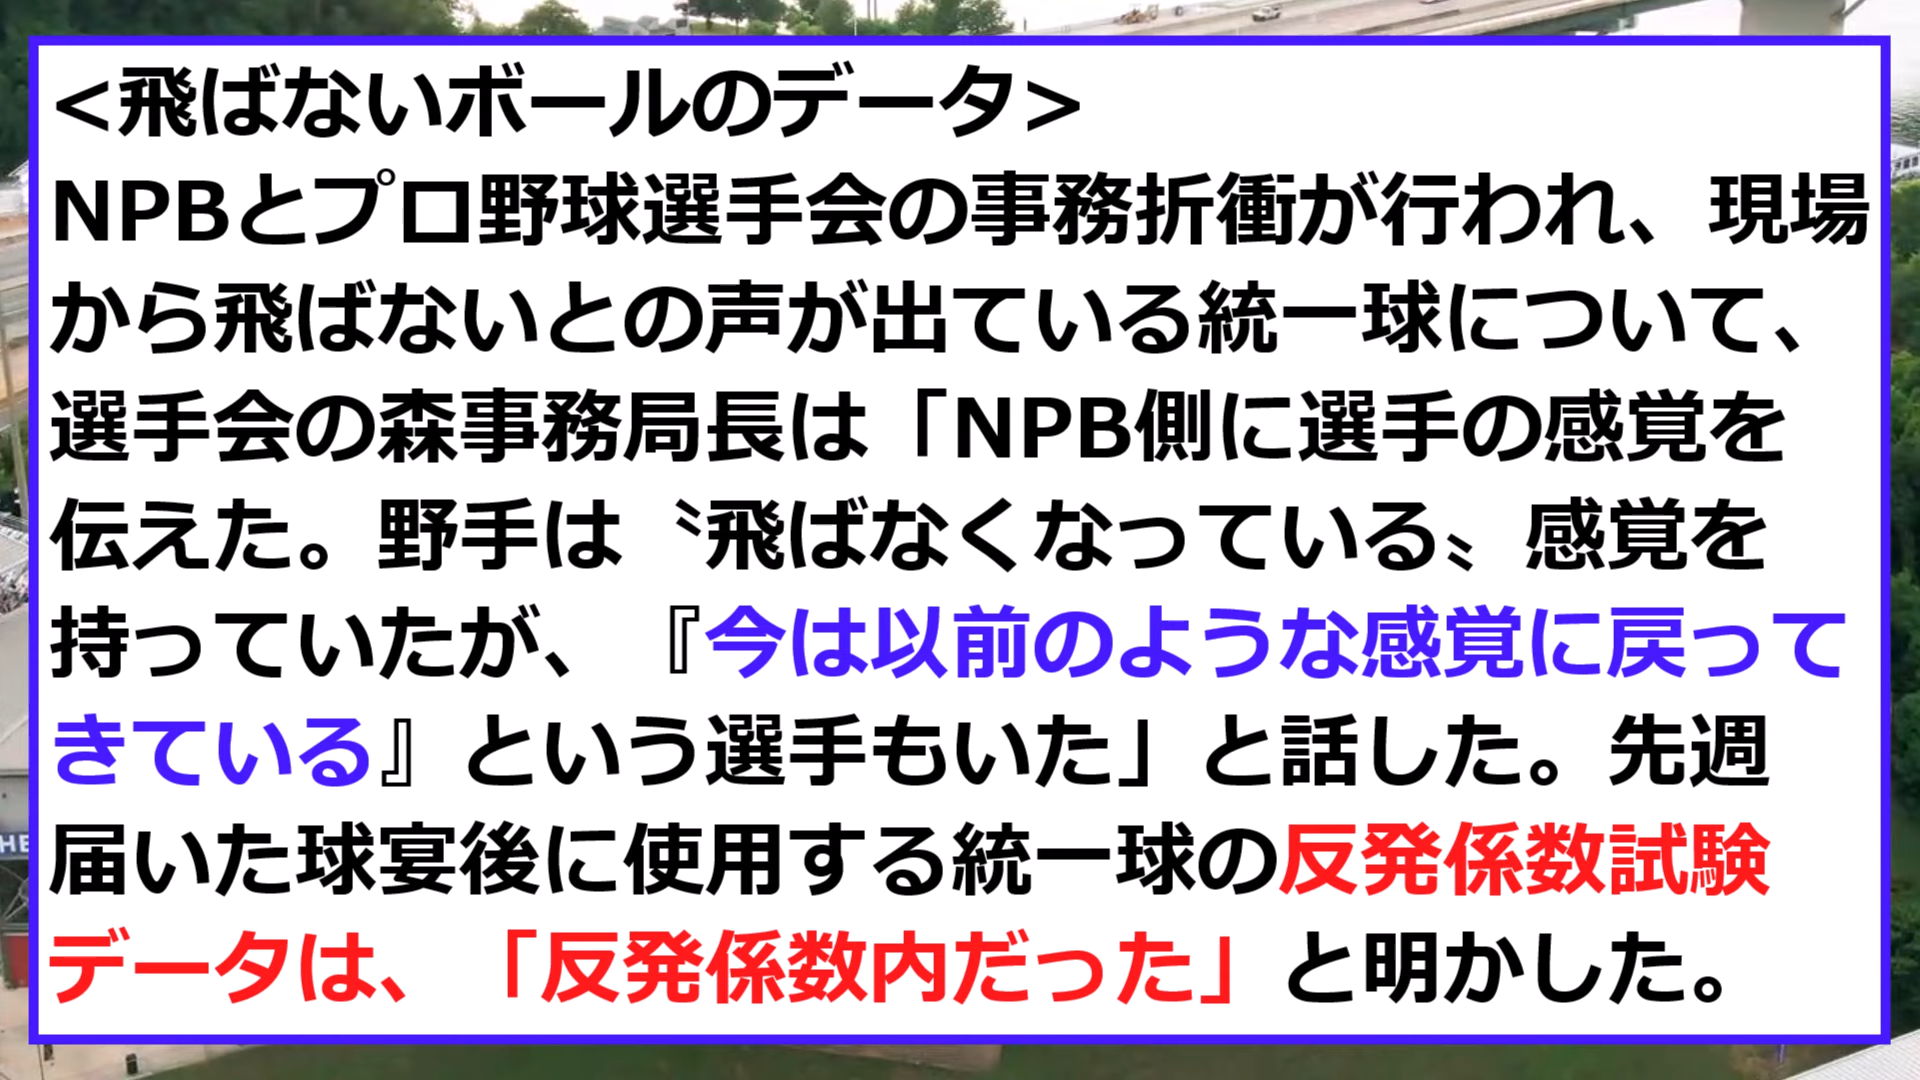 <飛ばないボールのデータ>
NPBとプロ野球選手会の事務折衝が行われ、現場
から飛ばないとの声が出ている統一球について、
選手会の森事務局長は「NPB側に選手の感覚を
伝えた。野手は〝飛ばなくなっている〟感覚を
持っていたが、『今は以前のような感覚に戻って
きている』という選手もいた」と話した。先週
届いた球宴後に使用する統一球の反発係数試験
データは、「反発係数内だった」と明かした。
HE